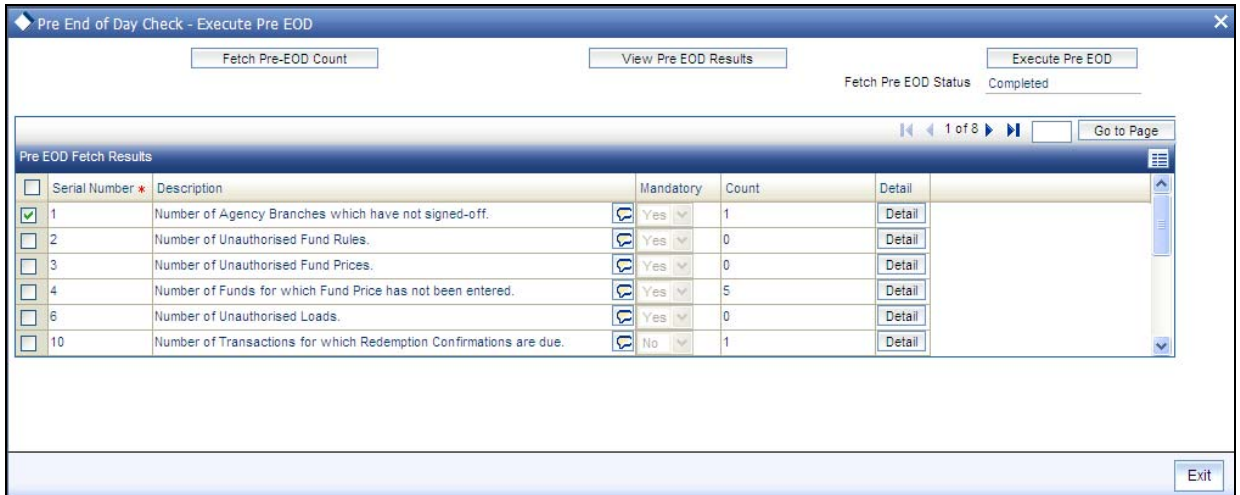 Pre End of Day Check - Execute Pre EOD
Fetch Pre-EOD Count View Pre EOD Results Execute Pre EOD
Fetch Pre EOD Status Completed
1 of 8 Go to Page
Pre EOD Fetch Results
Serial Number * Description Mandatory Count Detail
1 Number of Agency Branches which have not signed-off. Yes 1 Detail
2 Number of Unauthorised Fund Rules. Yes 0 Detail
3 Number of Unauthorised Fund Prices. Yes 0 Detail
4 Number of Funds for which Fund Price has not been entered. Yes 5 Detail
6 Number of Unauthorised Loads. Yes 0 Detail
10 Number of Transactions for which Redemption Confirmations are due. No 1 Detail
Exit